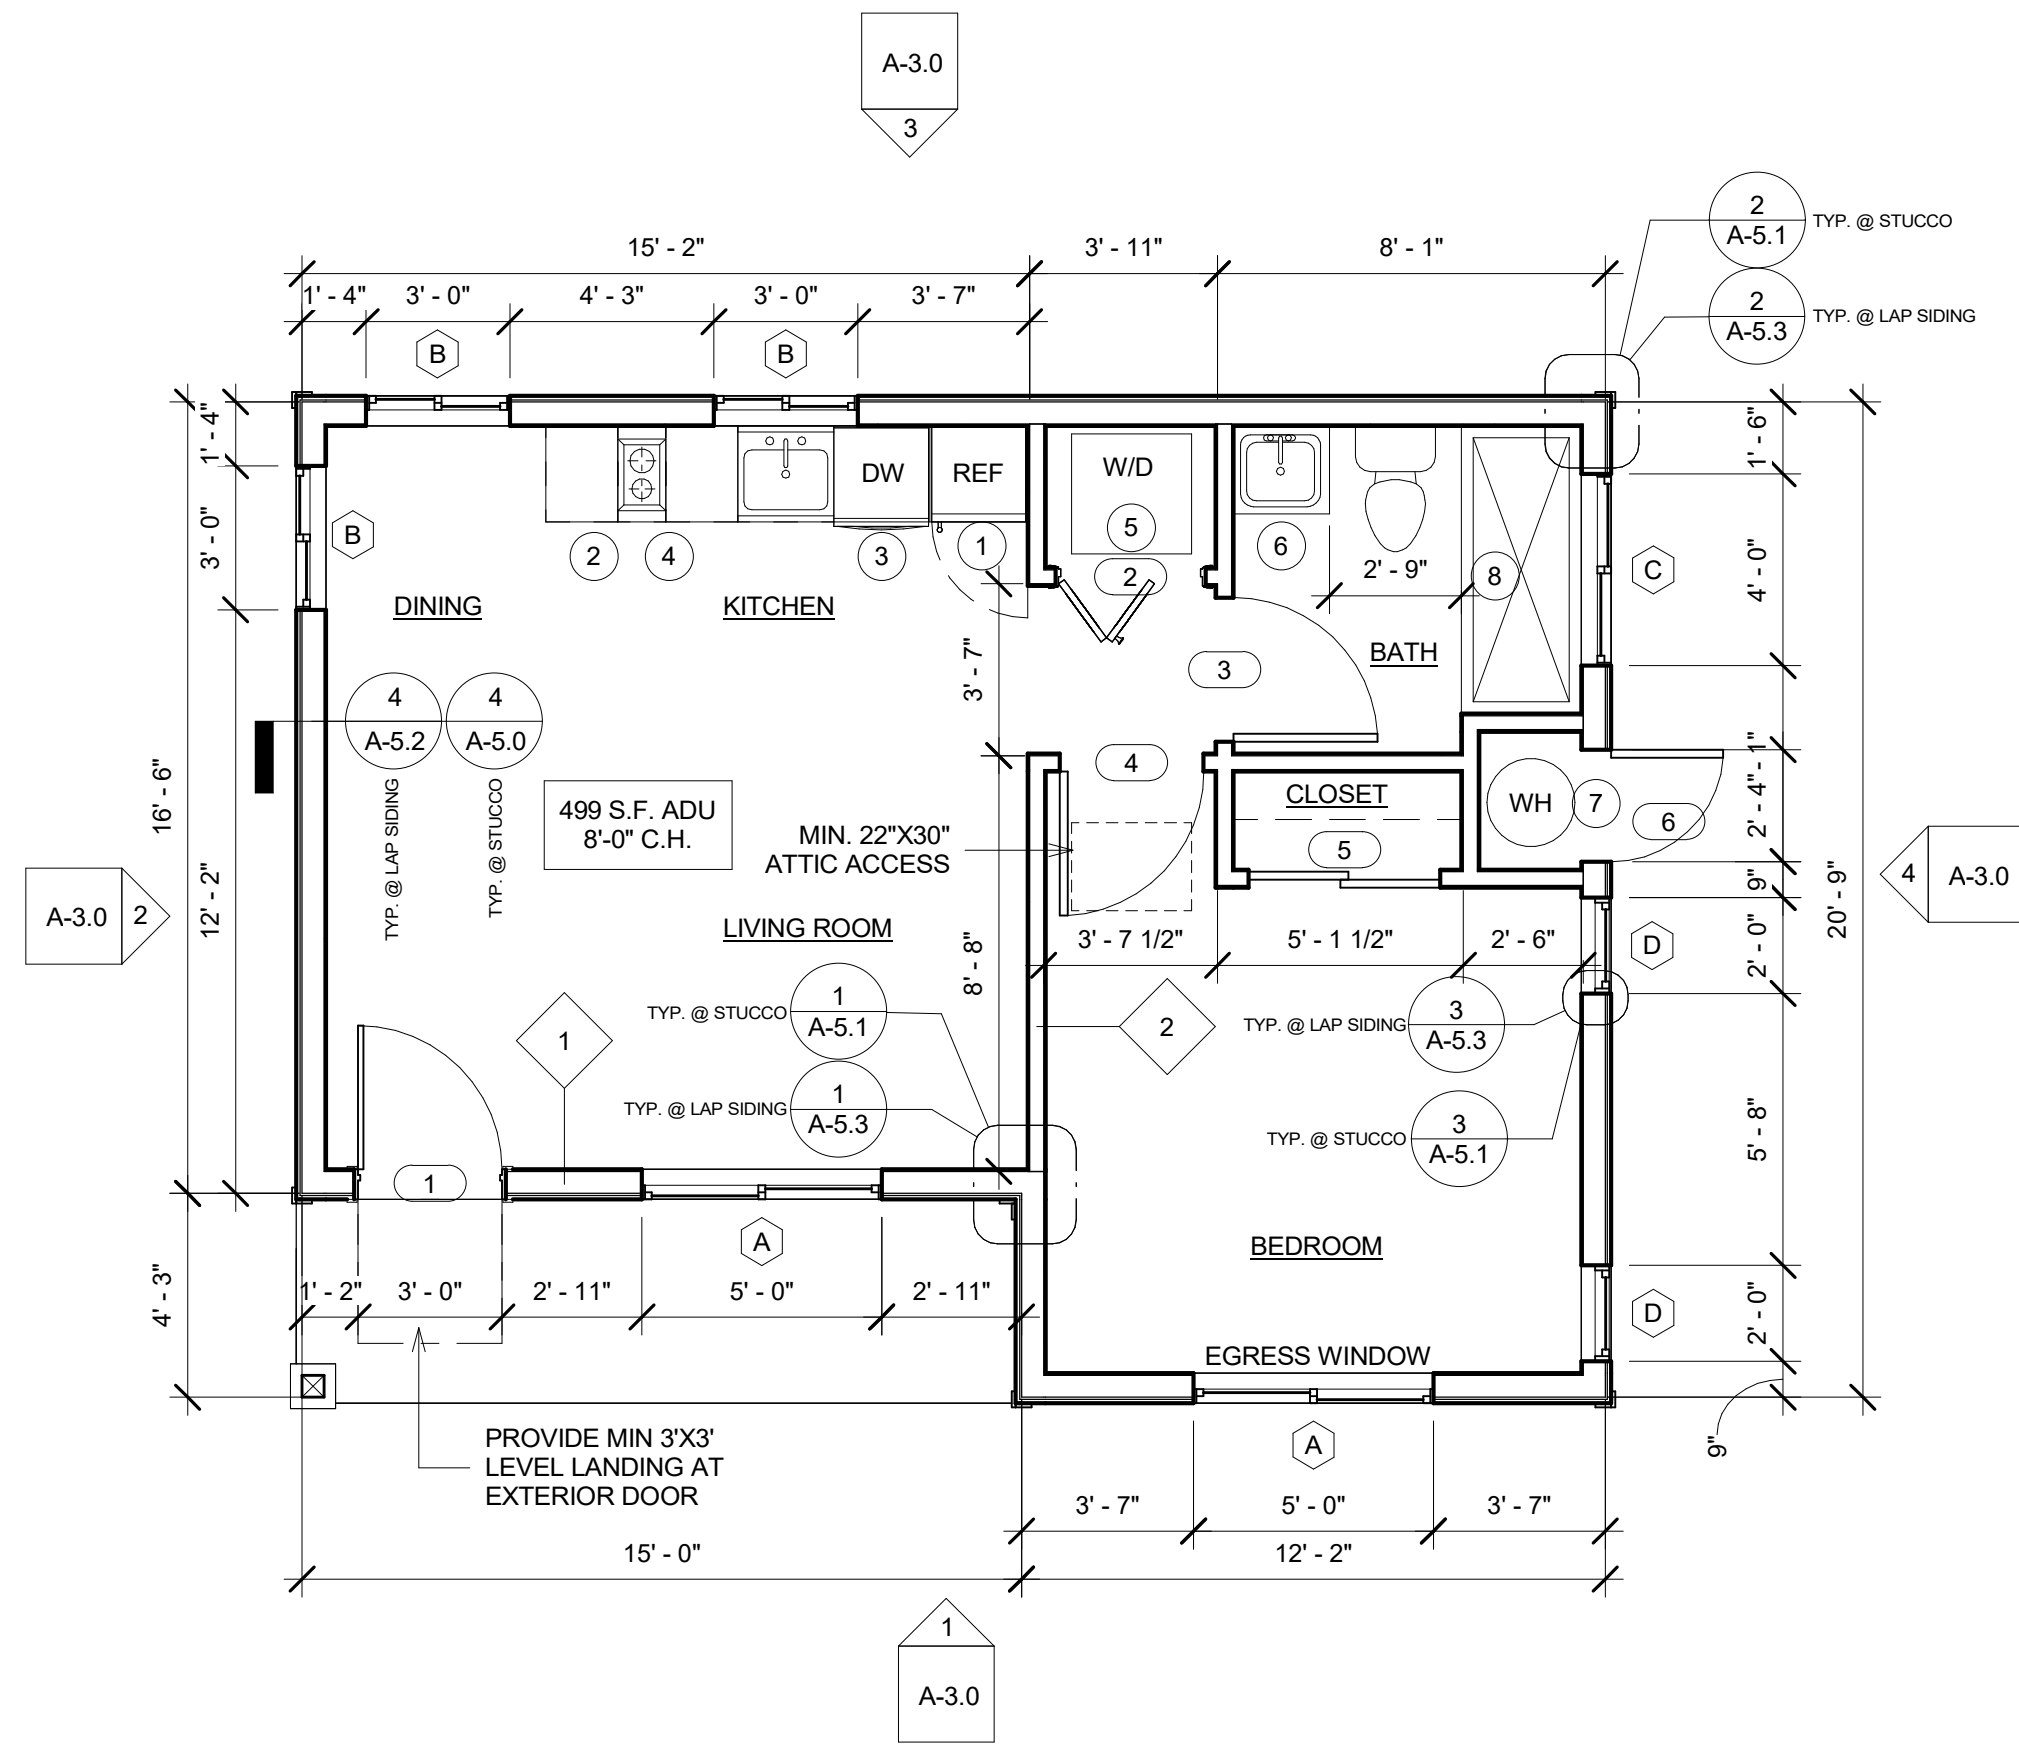 A-3.0
3
2
A-5.1
TYP. @ STUCCO
2
A-5.3
TYP. @ LAP SIDING
15' - 2"
3' - 11"
8' - 1"
1' - 4"
3' - 0"
4' - 3"
3' - 0"
3' - 7"
B
B
1' - 4"
3' - 0"
12' - 2"
16' - 6"
4' - 3"
B
DW
REF
W/D
5
2
4
3
1
2
6
2' - 9"
8
C
1' - 6"
4' - 0"
DINING
KITCHEN
3' - 7"
3
BATH
4
A-5.2
4
A-5.0
TYP. @ LAP SIDING
TYP. @ STUCCO
499 S.F. ADU
8'-0" C.H.
MIN. 22"X30"
ATTIC ACCESS
4
CLOSET
5
WH
7
6
1"
2' - 4"
9"
2' - 0"
20' - 9"
A-3.0
2
4
A-3.0
LIVING ROOM
8' - 8"
3' - 7 1/2"
5' - 1 1/2"
2' - 6"
D
1
TYP. @ STUCCO
1
A-5.1
TYP. @ LAP SIDING
1
A-5.3
2
TYP. @ LAP SIDING
3
A-5.3
TYP. @ STUCCO
3
A-5.1
5' - 8"
1
A
BEDROOM
D
2' - 0"
9"
1' - 2"
3' - 0"
2' - 11"
5' - 0"
2' - 11"
EGRESS WINDOW
A
PROVIDE MIN 3'X3'
LEVEL LANDING AT
EXTERIOR DOOR
3' - 7"
5' - 0"
3' - 7"
15' - 0"
12' - 2"
1
A-3.0